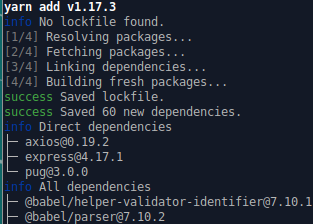 yarn add v1.17.3
info No lockfile found.
[1/4] Resolving packages...
[2/4] Fetching packages...
[3/4] Linking dependencies...
[4/4] Building fresh packages...
success Saved lockfile.
success Saved 60 new dependencies.
info Direct dependencies
├─ axios@0.19.2
├─ express@4.17.1
└─ pug@3.0.0
info All dependencies
├─ @babel/helper-validator-identifier@7.10.1
├─ @babel/parser@7.10.2